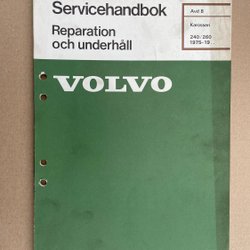 Servicehandbok
Reparation
och underhåll
Avd 8
Karosseri
240/260
1975-19..
VOLVO